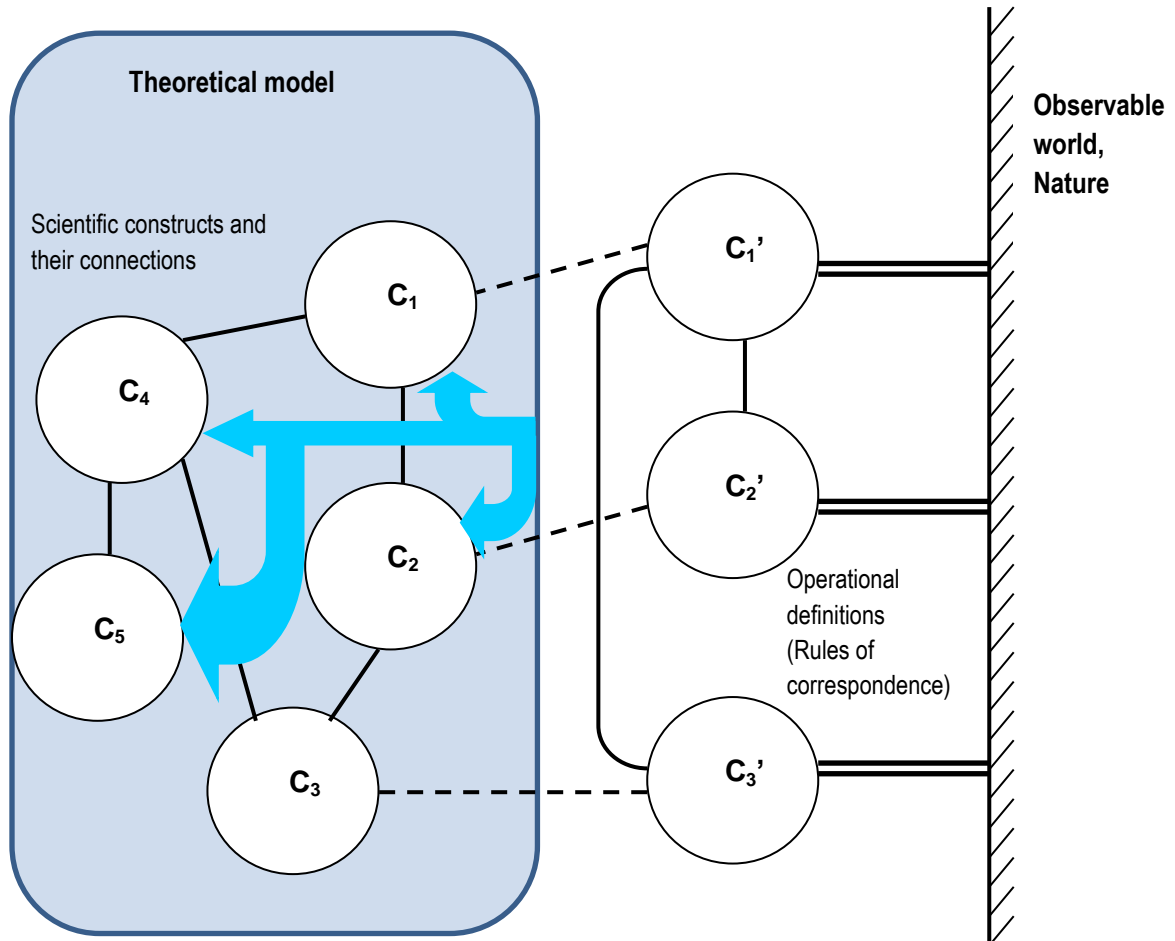 Theoretical model
Observable
world,
Nature
Scientific constructs and
their connections
C₁
C₁’
C₄
C₂’
C₂
Operational
definitions
(Rules of
correspondence)
C₅
C₃
C₃’